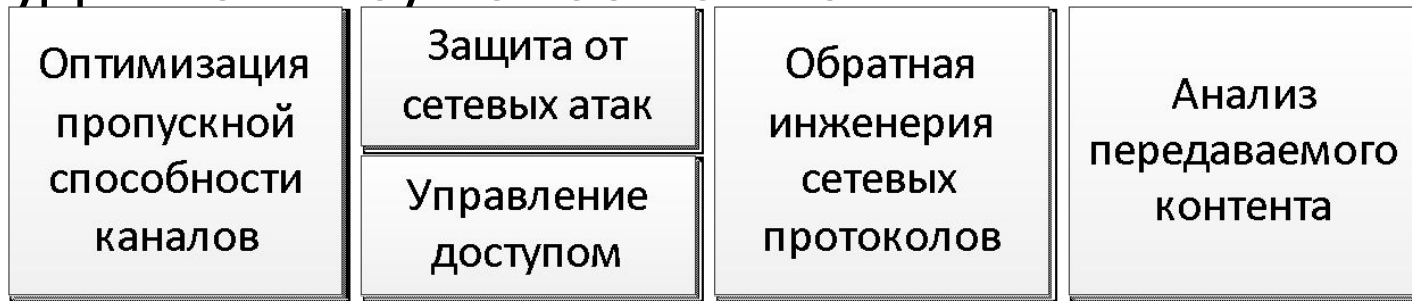 Оптимизация
пропускной
способности
каналов
Защита от
сетевых атак
Управление
доступом
Обратная
инженерия
сетевых
протоколов
Анализ
передаваемого
контента